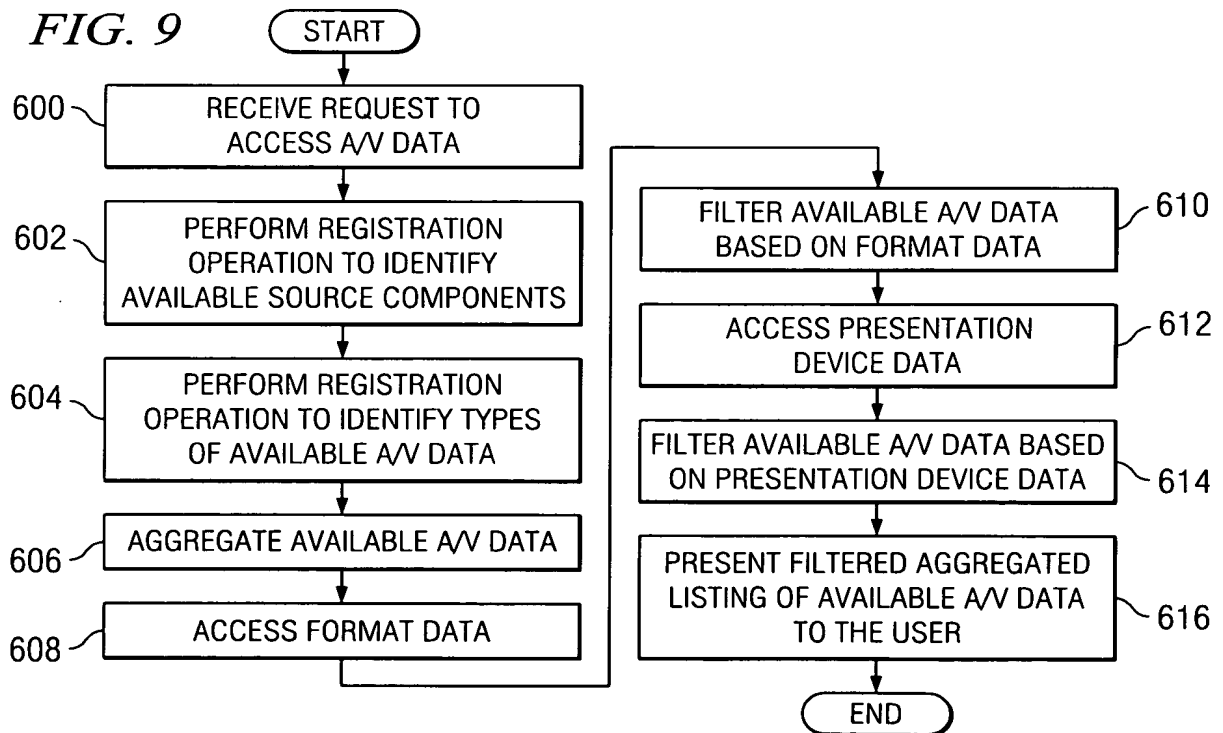 FIG. 9
START
600
RECEIVE REQUEST TO
ACCESS A/V DATA
602
PERFORM REGISTRATION
OPERATION TO IDENTIFY
AVAILABLE SOURCE COMPONENTS
604
PERFORM REGISTRATION
OPERATION TO IDENTIFY TYPES
OF AVAILABLE A/V DATA
606
AGGREGATE AVAILABLE A/V DATA
608
ACCESS FORMAT DATA
FILTER AVAILABLE A/V DATA
BASED ON FORMAT DATA
610
ACCESS PRESENTATION
DEVICE DATA
612
FILTER AVAILABLE A/V DATA BASED
ON PRESENTATION DEVICE DATA
614
PRESENT FILTERED AGGREGATED
LISTING OF AVAILABLE A/V DATA
TO THE USER
616
END